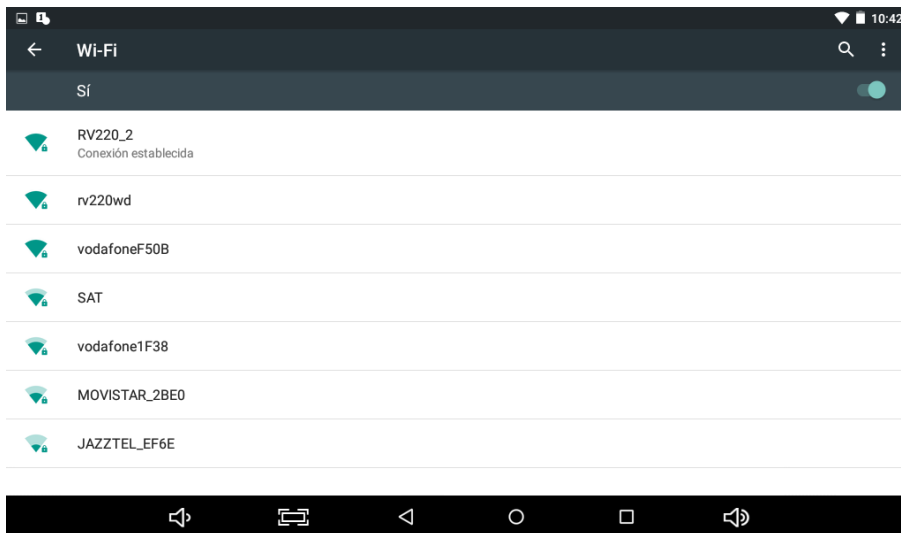 10:42
Wi-Fi
Sí
RV220_2
Conexión establecida
rv220wd
vodafoneF50B
SAT
vodafone1F38
MOVISTAR_2BE0
JAZZTEL_EF6E